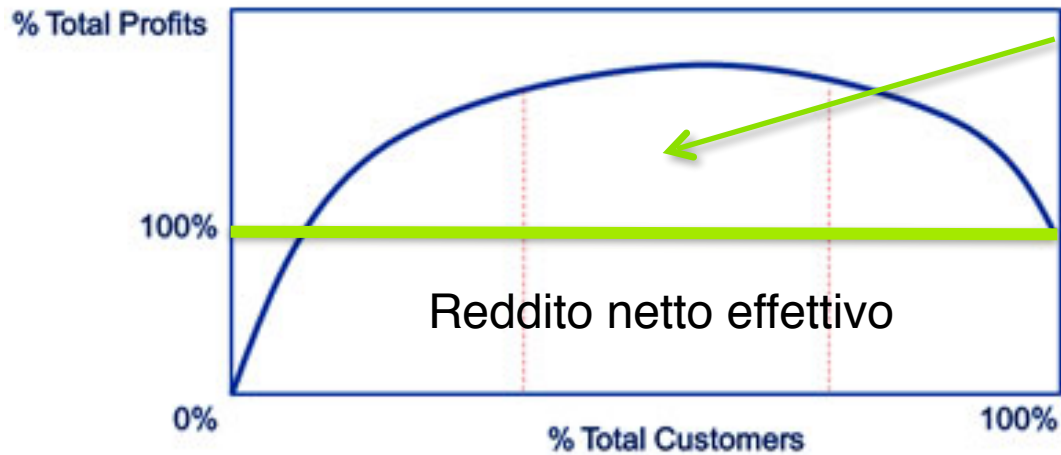 % Total Profits
100%
Reddito netto effettivo
0%
100%
% Total Customers